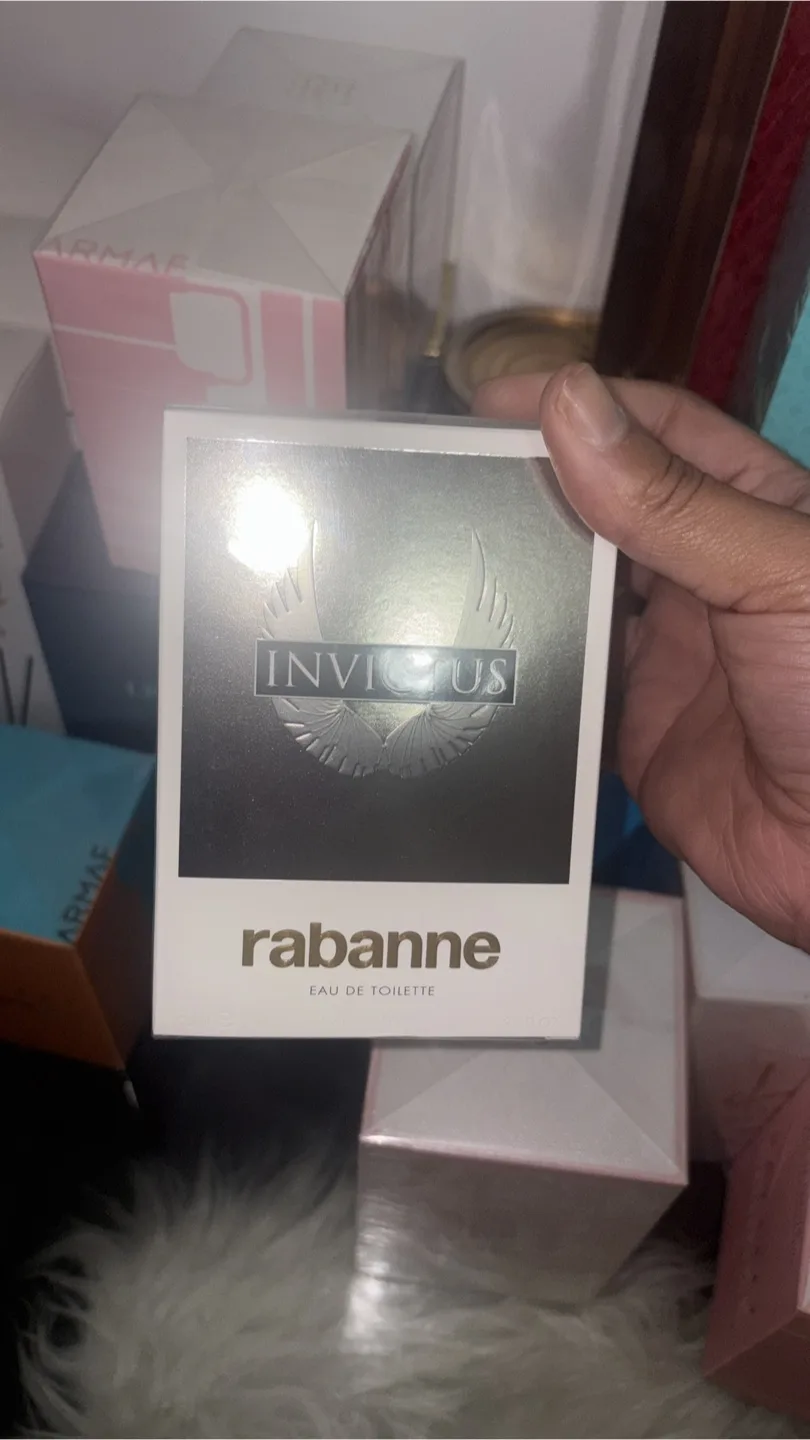 ARMAF
INVICTUS
ARMAF
rabanne
EAU DE TOILETTE